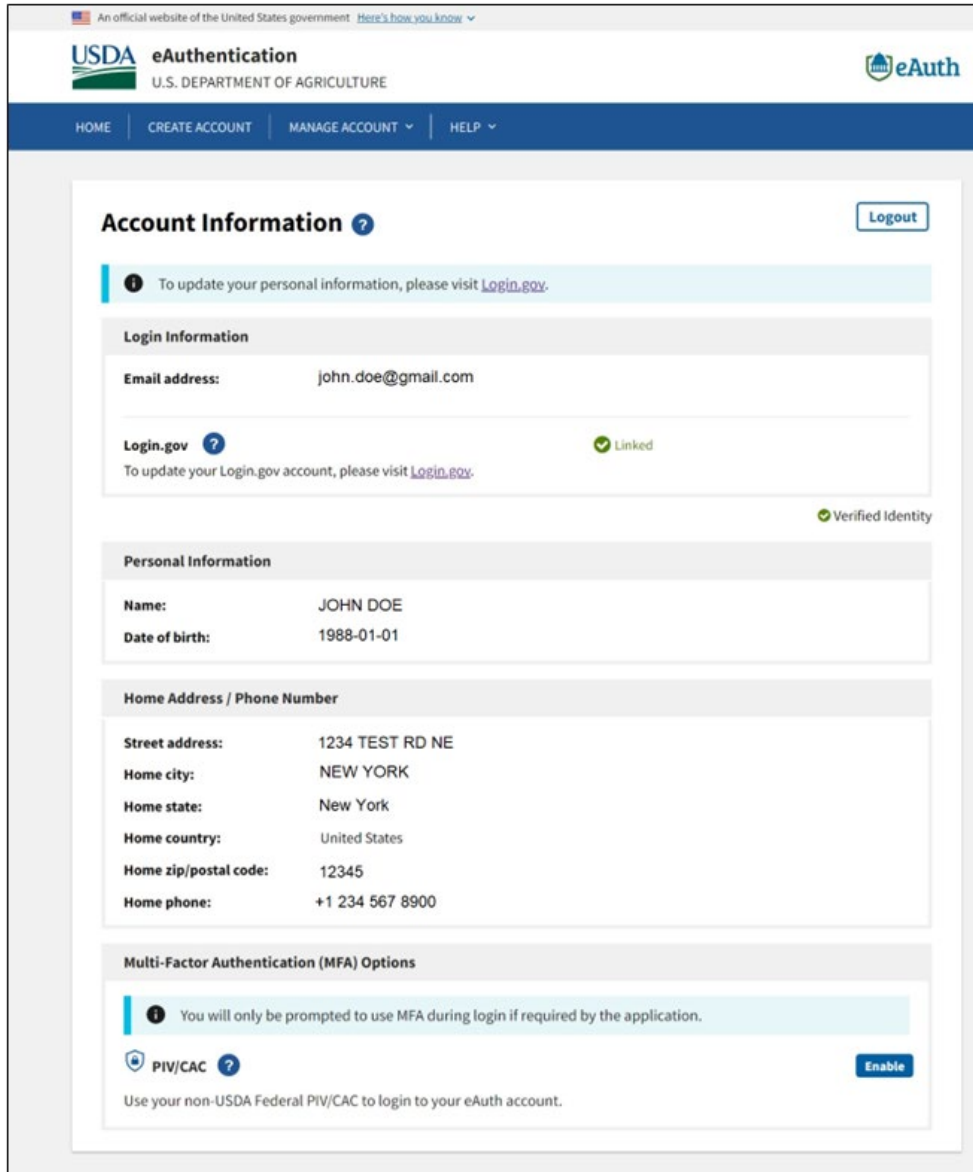 An official website of the United States government Here's how you know
USDA eAuthentication
U.S. DEPARTMENT OF AGRICULTURE
eAuth
HOME CREATE ACCOUNT MANAGE ACCOUNT HELP
Account Information ?
Logout
To update your personal information, please visit Login.gov.
Login Information
Email address: john.doe@gmail.com
Login.gov ? Linked
To update your Login.gov account, please visit Login.gov.
Verified Identity
Personal Information
Name: JOHN DOE
Date of birth: 1988-01-01
Home Address / Phone Number
Street address: 1234 TEST RD NE
Home city: NEW YORK
Home state: New York
Home country: United States
Home zip/postal code: 12345
Home phone: +1 234 567 8900
Multi-Factor Authentication (MFA) Options
You will only be prompted to use MFA during login if required by the application.
PIV/CAC ? Enable
Use your non-USDA Federal PIV/CAC to login to your eAuth account.